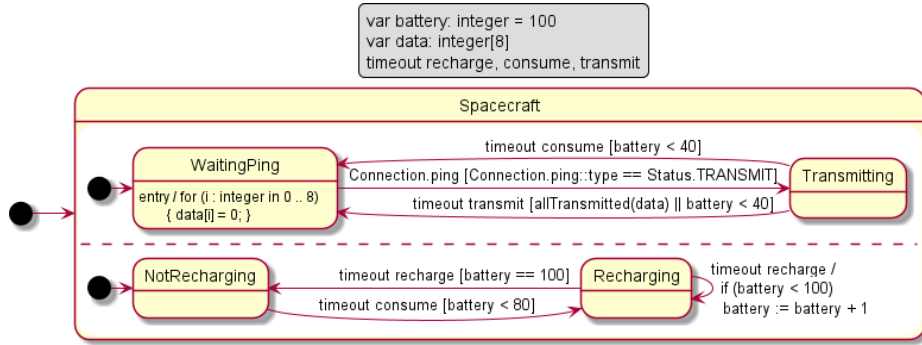 var battery: integer = 100
var data: integer[8]
timeout recharge, consume, transmit
Spacecraft
timeout consume [battery < 40]
WaitingPing
Connection.ping [Connection.ping::type == Status.TRANSMIT]
Transmitting
entry / for (i : integer in 0 .. 8)
{ data[i] = 0; }
timeout transmit [allTransmitted(data) || battery < 40]
NotRecharging
timeout recharge [battery == 100]
Recharging
timeout consume [battery < 80]
timeout recharge /
if (battery < 100)
battery := battery + 1